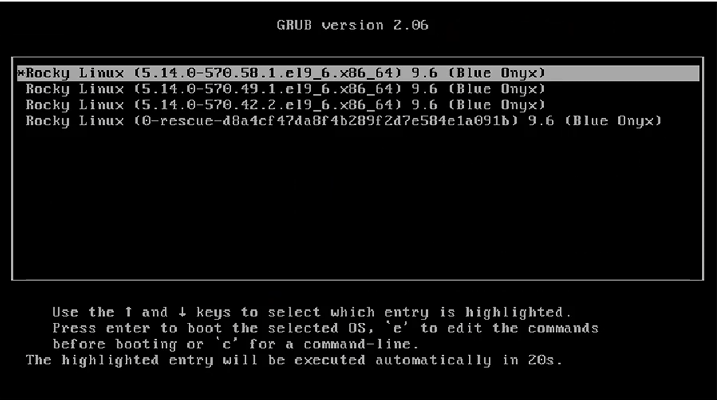 GRUB version 2.06
*Rocky Linux (5.14.0-570.58.1.el9_6.x86_64) 9.6 (Blue Onyx)
Rocky Linux (5.14.0-570.49.1.el9_6.x86_64) 9.6 (Blue Onyx)
Rocky Linux (5.14.0-570.42.2.el9_6.x86_64) 9.6 (Blue Onyx)
Rocky Linux (0-rescue-d8a4cf47da8f4b289f2d7e584e1a091b) 9.6 (Blue Onyx)
Use the ↑ and ↓ keys to select which entry is highlighted.
Press enter to boot the selected OS, `e' to edit the commands
before booting or `c' for a command-line.
The highlighted entry will be executed automatically in 20s.